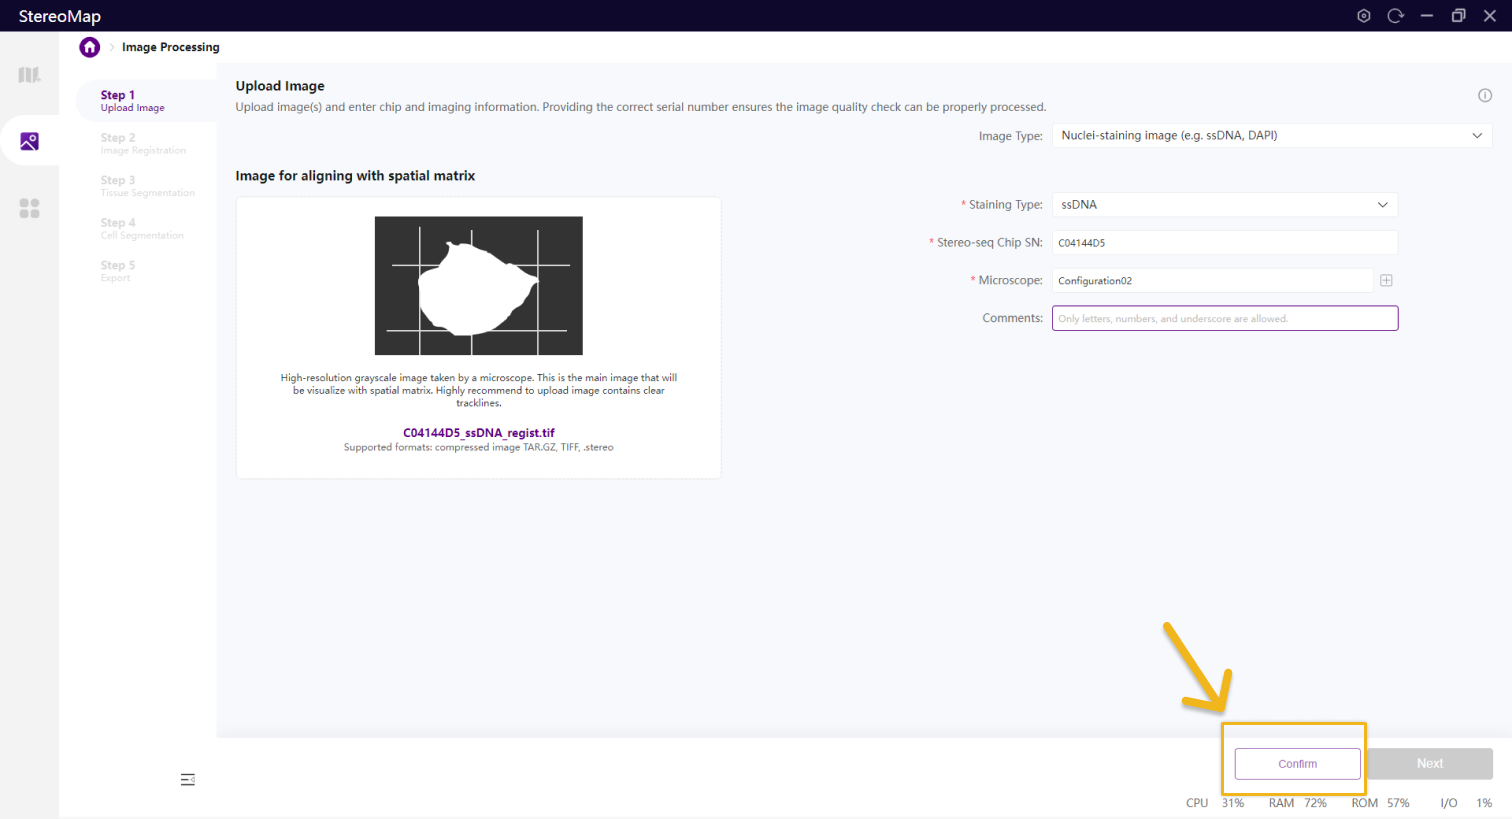 StereoMap
Image Processing
Step 1
Upload Image
Step 2
Image Registration
Step 3
Tissue Segmentation
Step 4
Cell Segmentation
Step 5
Export
Upload Image
Upload image(s) and enter chip and imaging information. Providing the correct serial number ensures the image quality check can be properly processed.
Image Type: Nuclei-staining image (e.g. ssDNA, DAPI)
Image for aligning with spatial matrix
High-resolution grayscale image taken by a microscope. This is the main image that will
be visualize with spatial matrix. Highly recommend to upload image contains clear
tracklines.
C04144D5_ssDNA_regist.tif
Supported formats: compressed image TAR.GZ, TIFF, .stereo
* Staining Type: ssDNA
* Stereo-seq Chip SN: C04144D5
* Microscope: Configuration02
Comments: Only letters, numbers, and underscore are allowed.
Confirm Next
CPU 31% RAM 72% ROM 57% I/O 1%